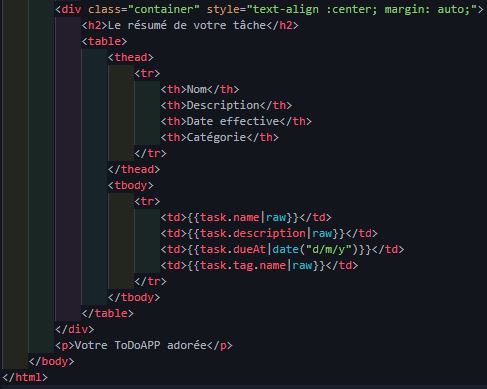 <div class="container" style="text-align :center; margin: auto;">
<h2>Le résumé de votre tâche</h2>
<table>
<thead>
<tr>
<th>Nom</th>
<th>Description</th>
<th>Date effective</th>
<th>Catégorie</th>
</tr>
</thead>
<tbody>
<tr>
<td>{{task.name|raw}}</td>
<td>{{task.description|raw}}</td>
<td>{{task.dueAt|date("d/m/y")}}</td>
<td>{{task.tag.name|raw}}</td>
</tr>
</tbody>
</table>
</div>
<p>Votre ToDoAPP adorée</p>
</body>
</html>